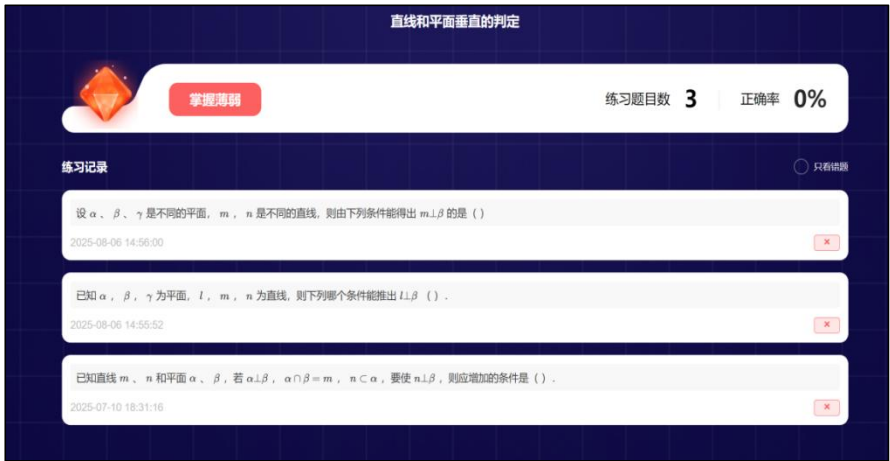 直线和平面垂直的判定
掌握薄弱
练习题目数 3 正确率 0%
练习记录
只看错题
设 α 、 β 、 γ 是不同的平面, m , n 是不同的直线, 则由下列条件能得出 m⊥β 的是 ( )
2025-08-06 14:56:00
×
已知 α , β , γ 为平面, l , m , n 为直线, 则下列哪个条件能推出 l⊥β ( ) .
2025-08-06 14:55:52
×
已知直线 m 、 n 和平面 α 、 β , 若 α⊥β , α∩β=m , n⊂α , 要使 n⊥β , 则应增加的条件是 ( ) .
2025-07-10 18:31:16
×